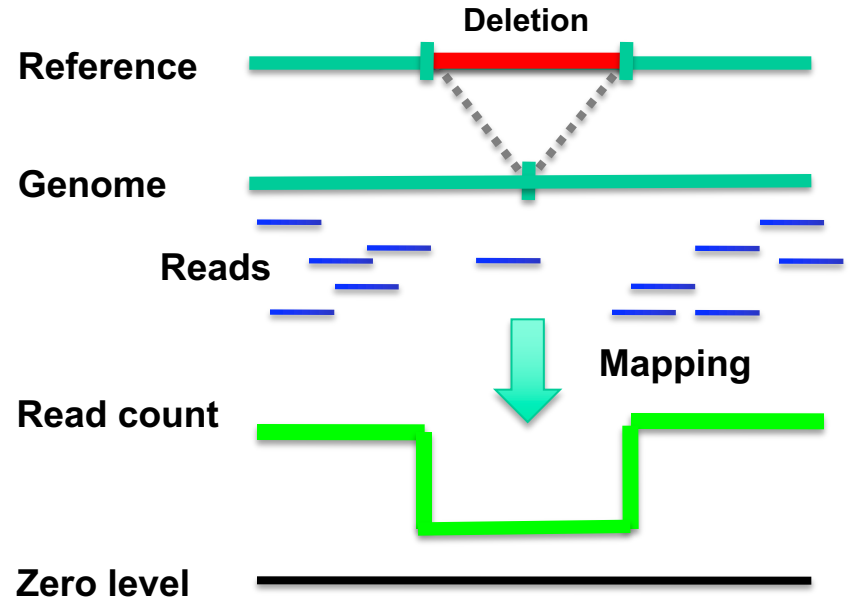 Deletion
Reference
Genome
Reads
Mapping
Read count
Zero level